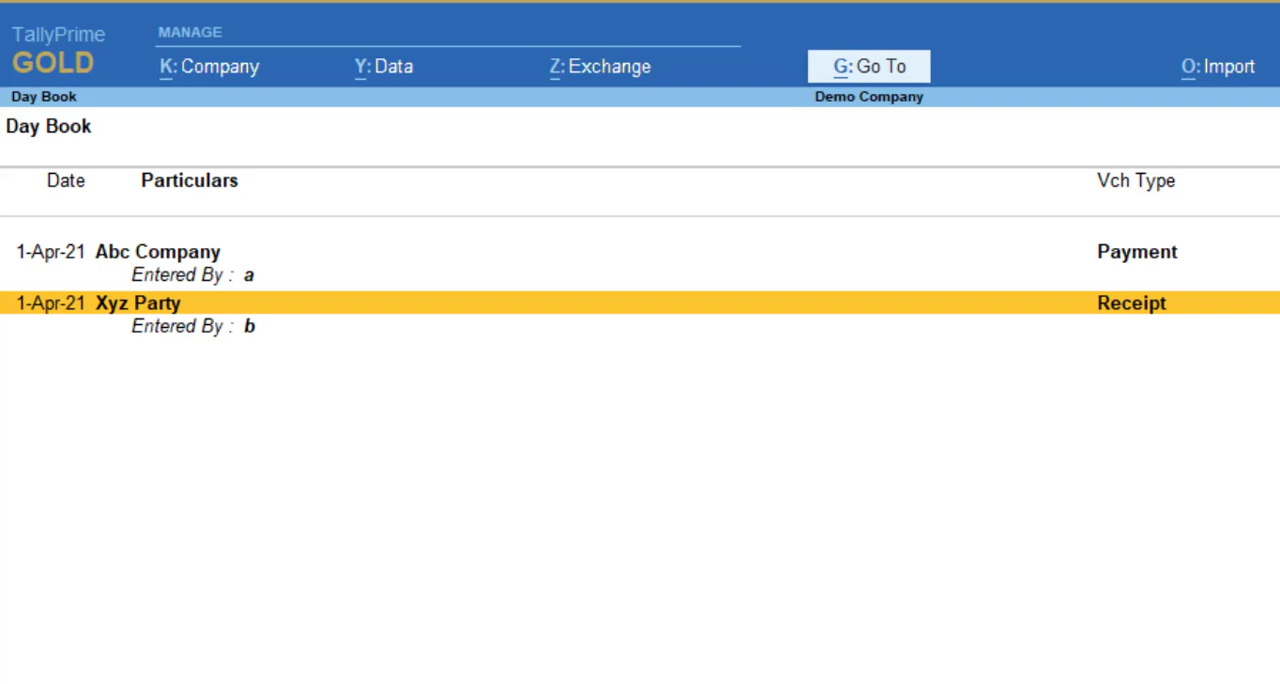 TallyPrime
GOLD
MANAGE
K: Company Y: Data Z: Exchange G: Go To O: Import
Day Book Demo Company
Day Book
Date Particulars Vch Type
1-Apr-21 Abc Company Payment
Entered By : a
1-Apr-21 Xyz Party Receipt
Entered By : b